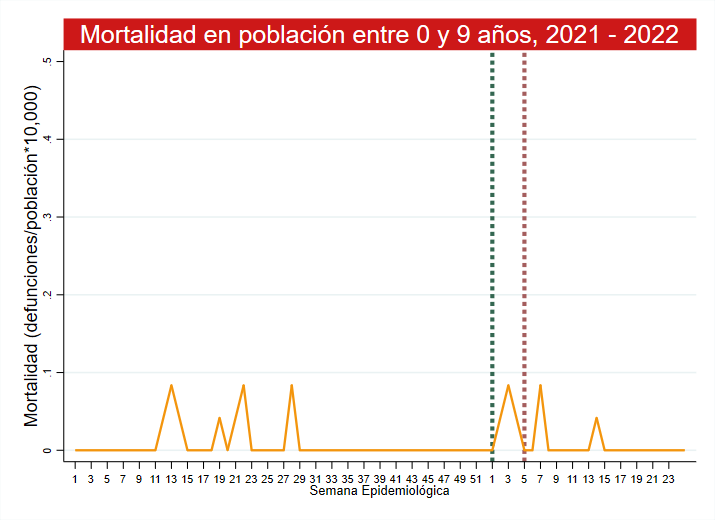 Mortalidad en población entre 0 y 9 años, 2021 - 2022
Mortalidad (defunciones/población*10,000)
.5
.4
.3
.2
.1
0
1 3 5 7 9 11 13 15 17 19 21 23 25 27 29 31 33 35 37 39 41 43 45 47 49 51 1 3 5 7 9 11 13 15 17 19 21 23
Semana Epidemiológica